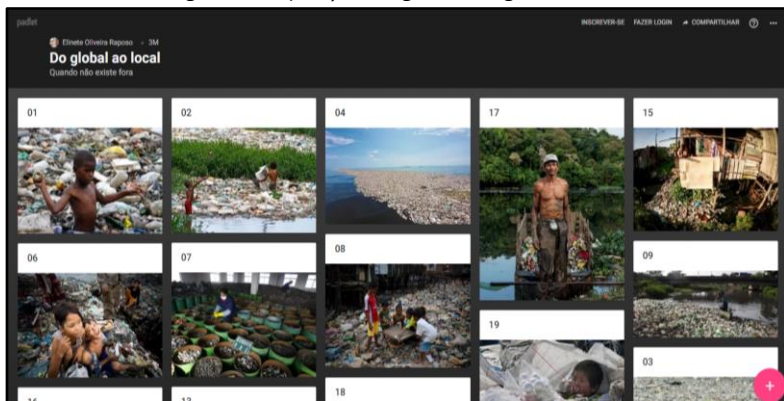 padlet
INSCREVER-SE FAZER LOGIN COMPARTILHAR
Elinete Oliveira Raposo 3M
Do global ao local
Quando não existe fora
01
02
04
17
15
06
07
08
09
19
03
18